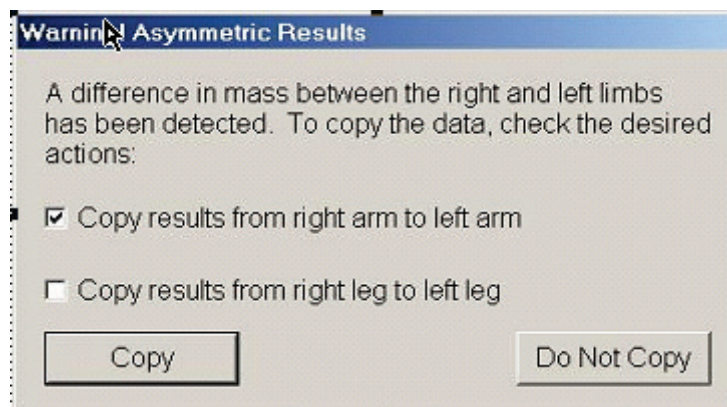 Warning! Asymmetric Results
A difference in mass between the right and left limbs
has been detected. To copy the data, check the desired
actions:
Copy results from right arm to left arm
Copy results from right leg to left leg
Copy
Do Not Copy